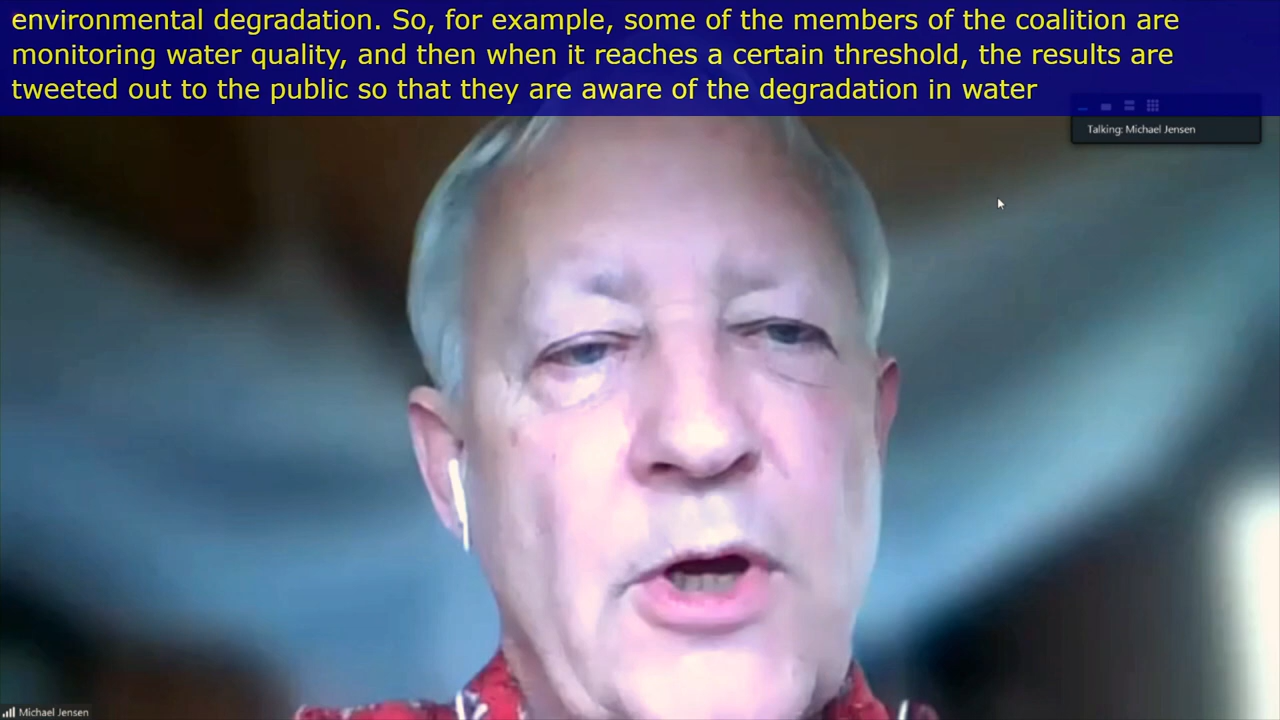 environmental degradation. So, for example, some of the members of the coalition are
monitoring water quality, and then when it reaches a certain threshold, the results are
tweeted out to the public so that they are aware of the degradation in water
Talking: Michael Jensen
Michael Jensen